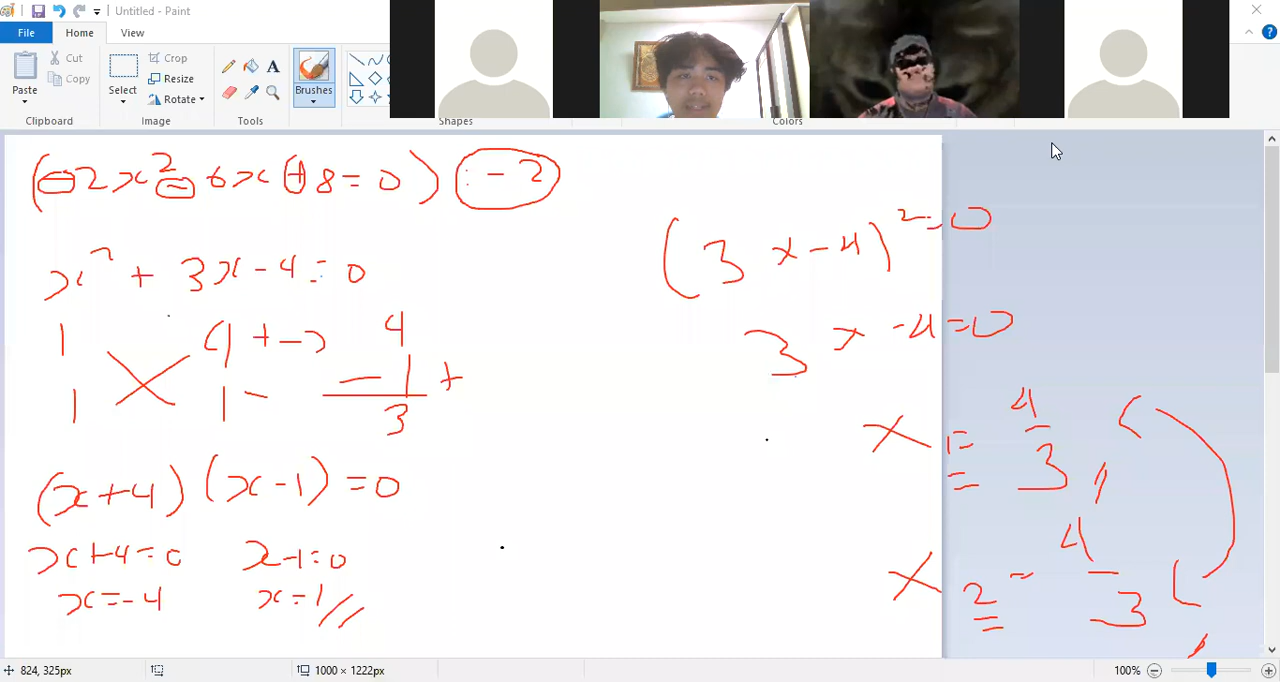 Untitled - Paint
File Home View
Paste
Cut
Copy
Clipboard
Select
Crop
Resize
Rotate
Image
A
Tools
Brushes
Shapes
Colors
(-2x² - 6x + 8 = 0) : -2
x² + 3x - 4 = 0
1 4 + -> 4
1 1 - - 1 +
3
(x + 4) (x - 1) = 0
x + 4 = 0 x - 1 = 0
x = -4 x = 1 //
(3x - 4)² = 0
3x - 4 = 0
x₁ = 4/3
x₂ = 4/3
824, 325px
1000 × 1222px
100%